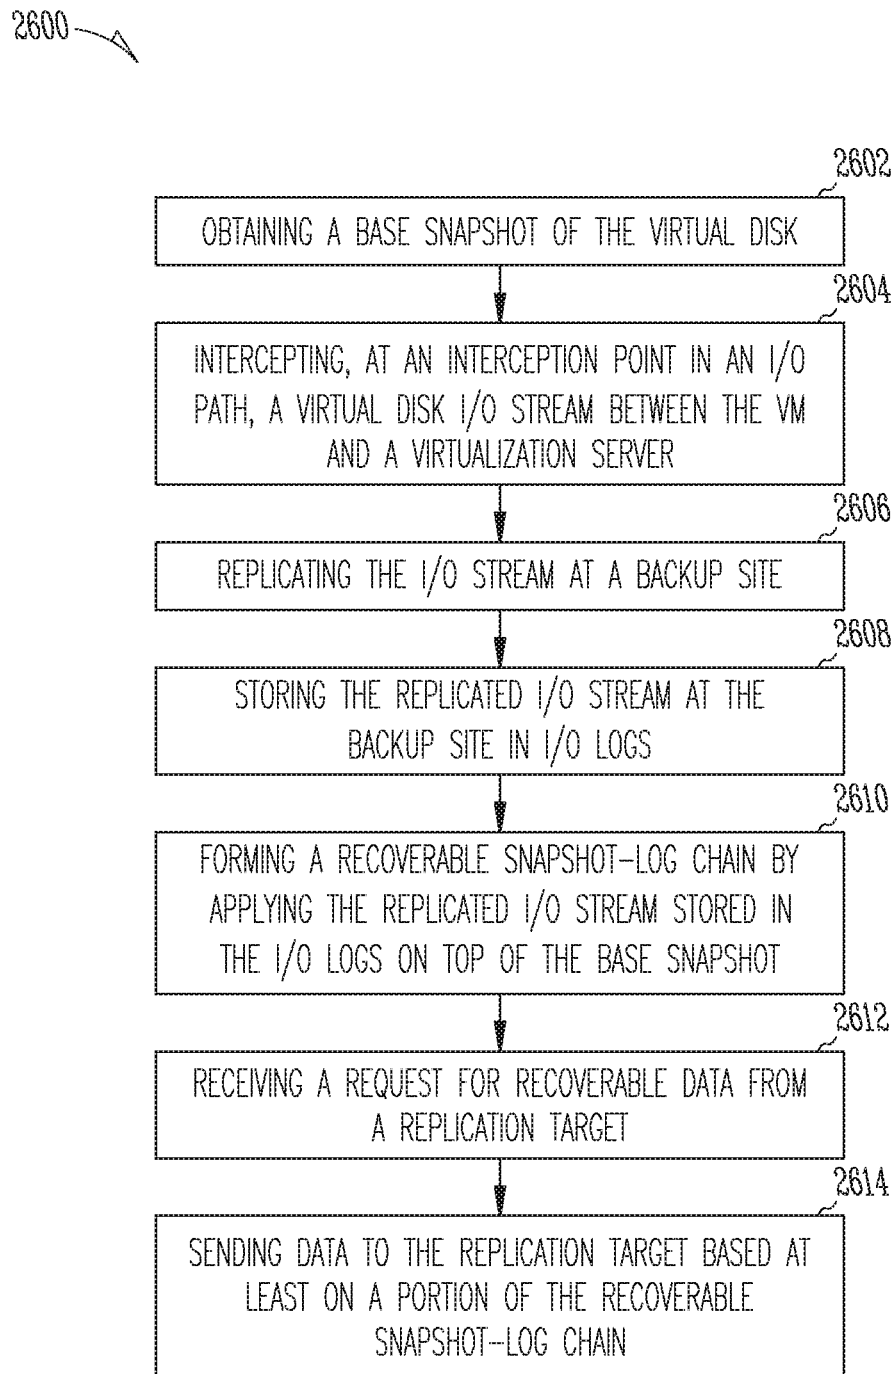 2600
2602
OBTAINING A BASE SNAPSHOT OF THE VIRTUAL DISK
2604
INTERCEPTING, AT AN INTERCEPTION POINT IN AN I/O
PATH, A VIRTUAL DISK I/O STREAM BETWEEN THE VM
AND A VIRTUALIZATION SERVER
2606
REPLICATING THE I/O STREAM AT A BACKUP SITE
2608
STORING THE REPLICATED I/O STREAM AT THE
BACKUP SITE IN I/O LOGS
2610
FORMING A RECOVERABLE SNAPSHOT-LOG CHAIN BY
APPLYING THE REPLICATED I/O STREAM STORED IN
THE I/O LOGS ON TOP OF THE BASE SNAPSHOT
2612
RECEIVING A REQUEST FOR RECOVERABLE DATA FROM
A REPLICATION TARGET
2614
SENDING DATA TO THE REPLICATION TARGET BASED AT
LEAST ON A PORTION OF THE RECOVERABLE
SNAPSHOT-LOG CHAIN